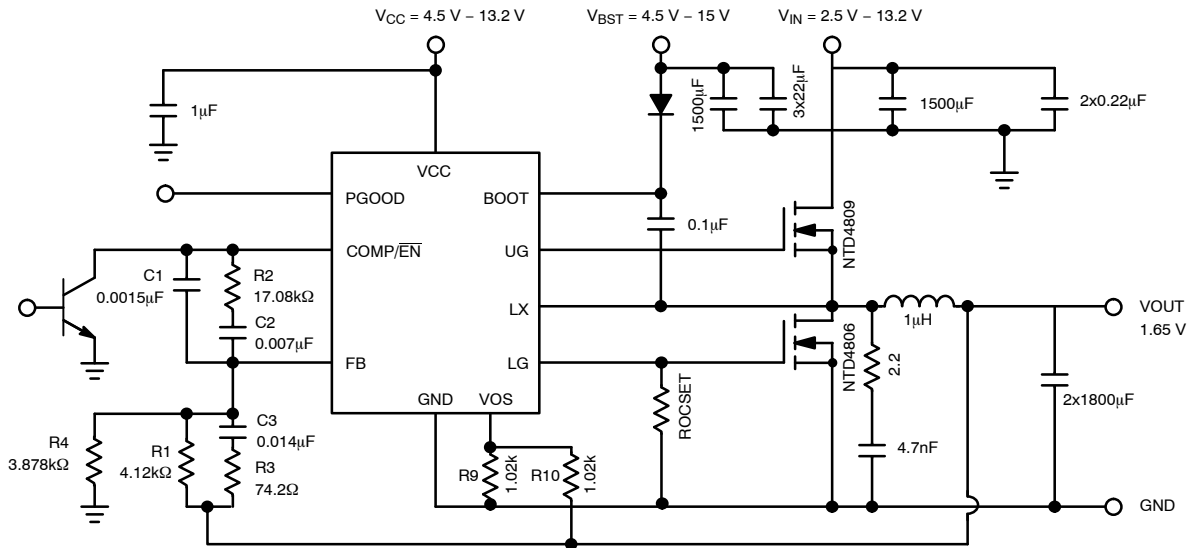 V_CC = 4.5 V − 13.2 V
V_BST = 4.5 V − 15 V
V_IN = 2.5 V − 13.2 V
1μF
1500μF
3x22μF
1500μF
2x0.22μF
VCC
PGOOD
BOOT
COMP/EN
UG
LX
FB
LG
GND
VOS
0.1μF
NTD4809
C1
0.0015μF
R2
17.08kΩ
C2
0.007μF
1μH
VOUT
1.65 V
NTD4806
2.2
ROCSET
2x1800μF
R4
3.878kΩ
R1
4.12kΩ
C3
0.014μF
R3
74.2Ω
R9
1.02k
R10
1.02k
4.7nF
GND